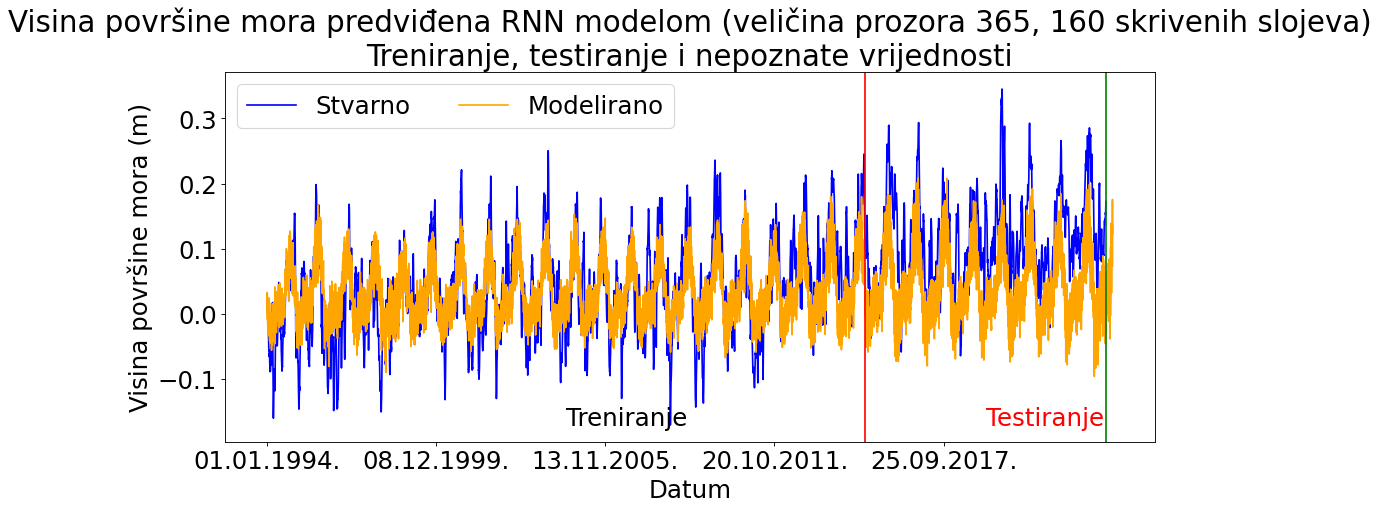 Visina površine mora predviđena RNN modelom (veličina prozora 365, 160 skrivenih slojeva)
Treniranje, testiranje i nepoznate vrijednosti
Stvarno
Modelirano
Visina površine mora (m)
0.3
0.2
0.1
0.0
−0.1
Treniranje
Testiranje
01.01.1994.
08.12.1999.
13.11.2005.
20.10.2011.
25.09.2017.
Datum